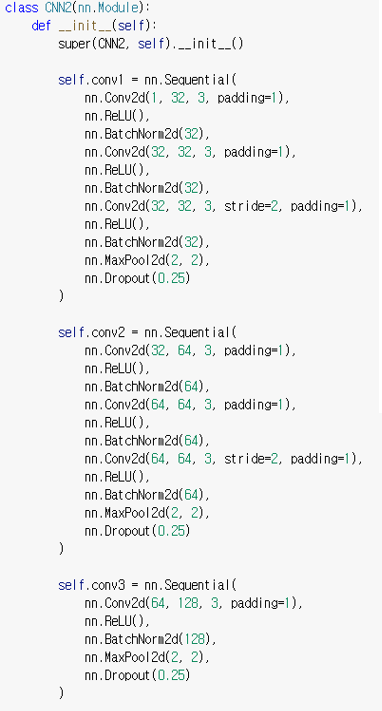 class CNN2(nn.Module):
    def __init__(self):
        super(CNN2, self).__init__()

        self.conv1 = nn.Sequential(
            nn.Conv2d(1, 32, 3, padding=1),
            nn.ReLU(),
            nn.BatchNorm2d(32),
            nn.Conv2d(32, 32, 3, padding=1),
            nn.ReLU(),
            nn.BatchNorm2d(32),
            nn.Conv2d(32, 32, 3, stride=2, padding=1),
            nn.ReLU(),
            nn.BatchNorm2d(32),
            nn.MaxPool2d(2, 2),
            nn.Dropout(0.25)
        )

        self.conv2 = nn.Sequential(
            nn.Conv2d(32, 64, 3, padding=1),
            nn.ReLU(),
            nn.BatchNorm2d(64),
            nn.Conv2d(64, 64, 3, padding=1),
            nn.ReLU(),
            nn.BatchNorm2d(64),
            nn.Conv2d(64, 64, 3, stride=2, padding=1),
            nn.ReLU(),
            nn.BatchNorm2d(64),
            nn.MaxPool2d(2, 2),
            nn.Dropout(0.25)
        )

        self.conv3 = nn.Sequential(
            nn.Conv2d(64, 128, 3, padding=1),
            nn.ReLU(),
            nn.BatchNorm2d(128),
            nn.MaxPool2d(2, 2),
            nn.Dropout(0.25)
        )